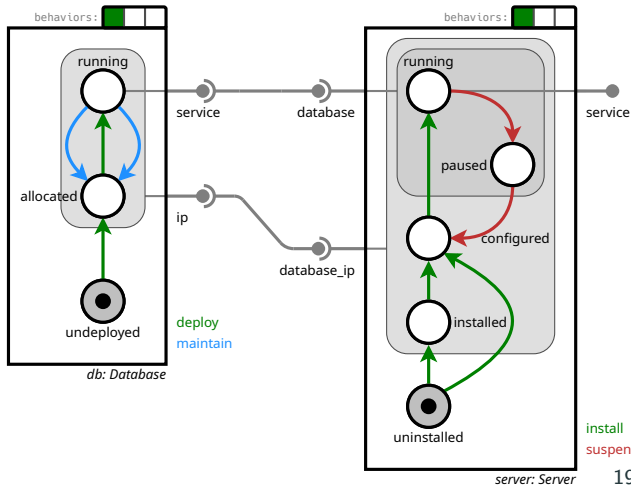 behaviors:
running
allocated
undeployed
service
ip
deploy
maintain
db: Database
database
database_ip
behaviors:
running
paused
configured
installed
uninstalled
service
install
suspen
server: Server
19